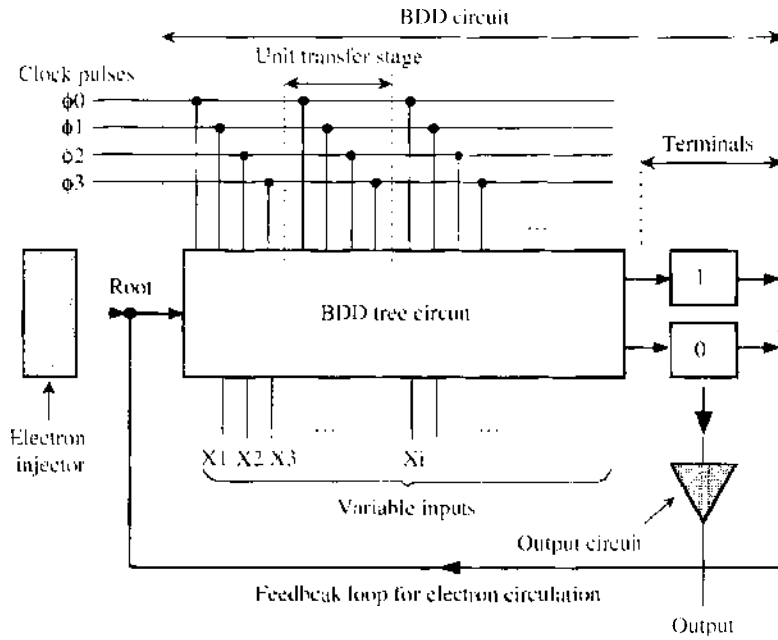 BDD circuit
Unit transfer stage
Clock pulses
ϕ0
ϕ1
ϕ2
ϕ3
Terminals
...
Root
BDD tree circuit
1
0
Electron
injector
X1 X2 X3 ... Xi ...
Variable inputs
Output circuit
Feedbcak loop for electron circulation
Output